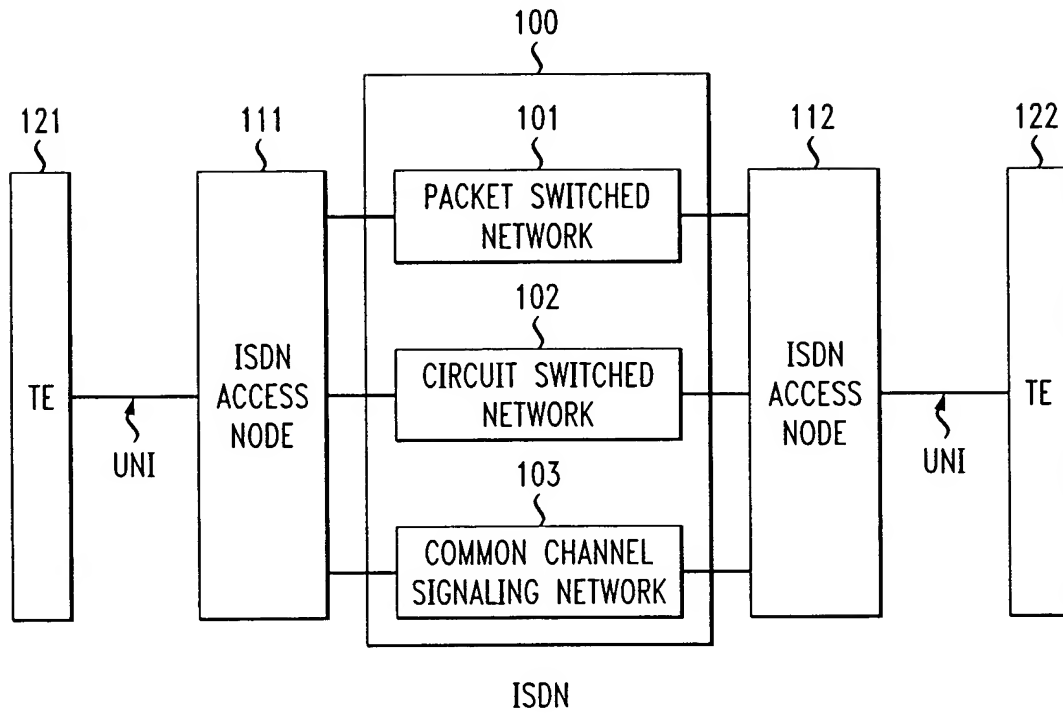 100
121
111
101
112
122
PACKET SWITCHED
NETWORK
102
TE
ISDN
ACCESS
NODE
CIRCUIT SWITCHED
NETWORK
ISDN
ACCESS
NODE
TE
UNI
UNI
103
COMMON CHANNEL
SIGNALING NETWORK
ISDN